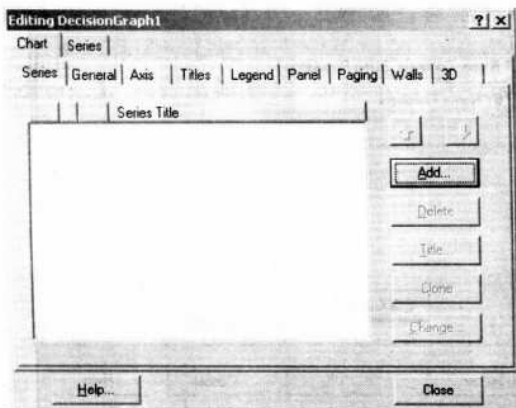 Editing DecisionGraph1
Chart Series
Series General Axis Titles Legend Panel Paging Walls 3D
Series Title
Add...
Delete
Title...
Clone
Change...
Help... Close